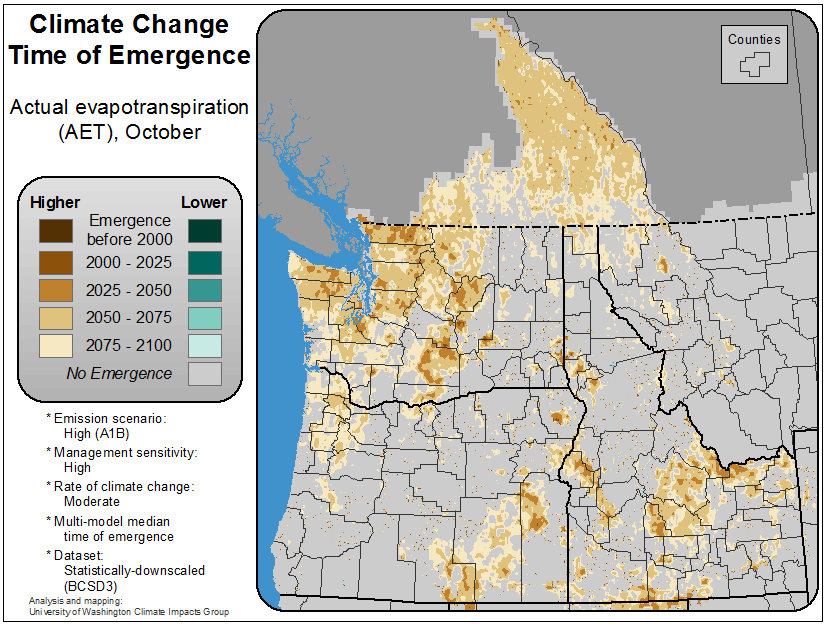 Climate Change
Time of Emergence
Actual evapotranspiration
(AET), October
Counties
Higher
Lower
Emergence
before 2000
2000 - 2025
2025 - 2050
2050 - 2075
2075 - 2100
No Emergence
* Emission scenario:
High (A1B)
* Management sensitivity:
High
* Rate of climate change:
Moderate
* Multi-model median
time of emergence
* Dataset:
Statistically-downscaled
(BCSD3)
Analysis and mapping:
University of Washington Climate Impacts Group